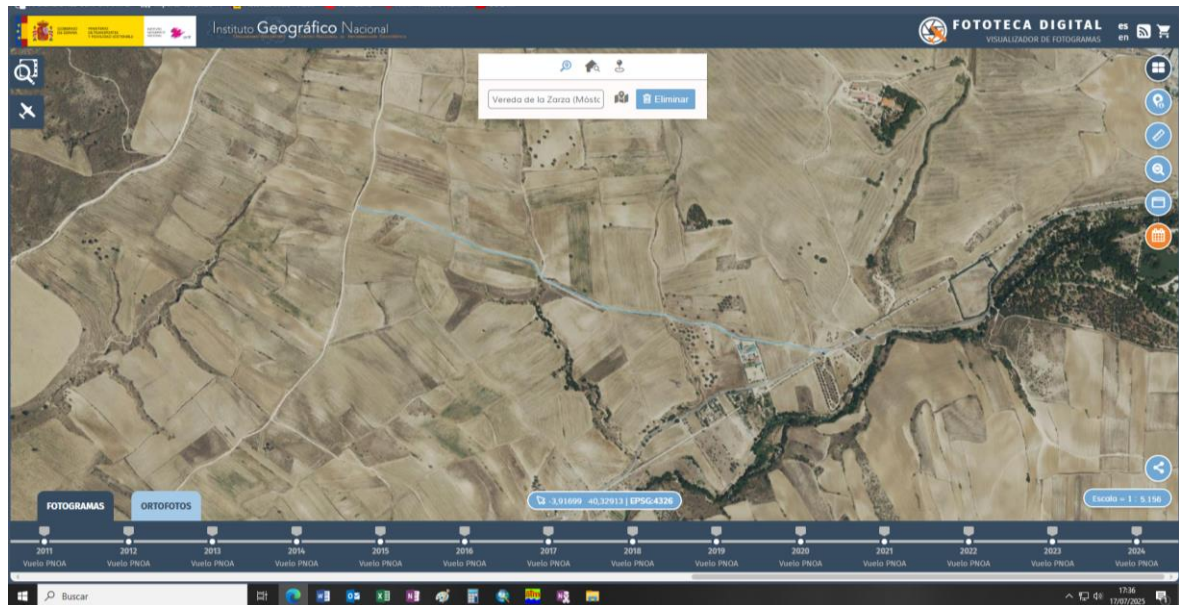 Instituto Geográfico Nacional
FOTOTECA DIGITAL
VISUALIZADOR DE FOTOGRAMAS
es
en
Vereda de la Zarza (Mósto
Eliminar
FOTOGRAMAS
ORTOFOTOS
-3,91699 40,32913 | EPSG:4326
Escala = 1 : 5.156
2011 2012 2013 2014 2015 2016 2017 2018 2019 2020 2021 2022 2023 2024
Vuelo PNOA Vuelo PNOA Vuelo PNOA Vuelo PNOA Vuelo PNOA Vuelo PNOA Vuelo PNOA Vuelo PNOA Vuelo PNOA Vuelo PNOA Vuelo PNOA Vuelo PNOA Vuelo PNOA Vuelo PNOA
Buscar
17:36
17/07/2025